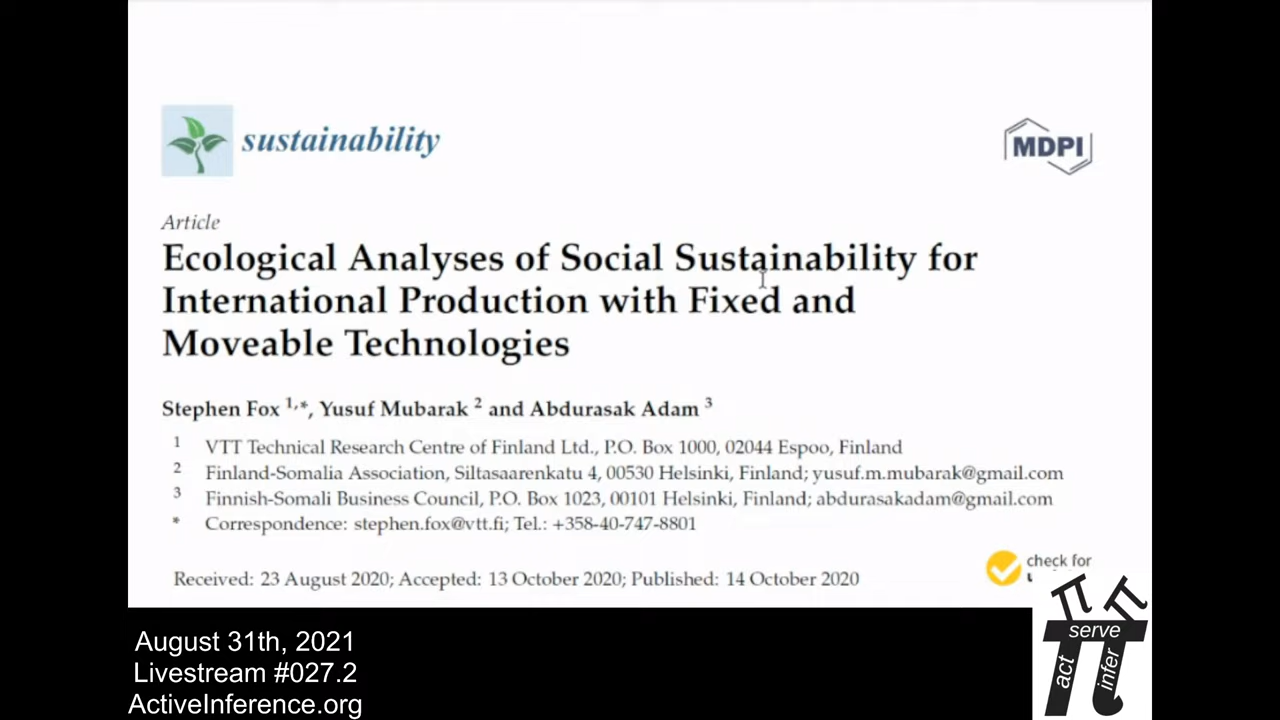 sustainability
MDPI
Article
Ecological Analyses of Social Sustainability for
International Production with Fixed and
Moveable Technologies
Stephen Fox 1,*, Yusuf Mubarak 2 and Abdurasak Adam 3
1 VTT Technical Research Centre of Finland Ltd., P.O. Box 1000, 02044 Espoo, Finland
2 Finland-Somalia Association, Siltasaarenkatu 4, 00530 Helsinki, Finland; yusuf.m.mubarak@gmail.com
3 Finnish-Somali Business Council, P.O. Box 1023, 00101 Helsinki, Finland; abdurasakadam@gmail.com
* Correspondence: stephen.fox@vtt.fi; Tel.: +358-40-747-8801
Received: 23 August 2020; Accepted: 13 October 2020; Published: 14 October 2020
check for
August 31th, 2021
Livestream #027.2
ActiveInference.org
serve
act
infer